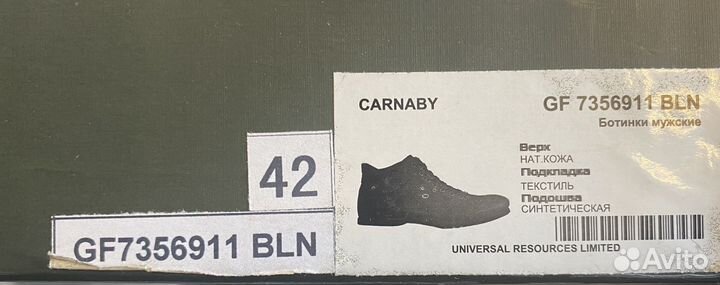 CARNABY
GF 7356911 BLN
Ботинки мужские
Верх
НАТ.КОЖА
Подкладка
ТЕКСТИЛЬ
Подошва
СИНТЕТИЧЕСКАЯ
UNIVERSAL RESOURCES LIMITED
42
GF7356911 BLN
Avito